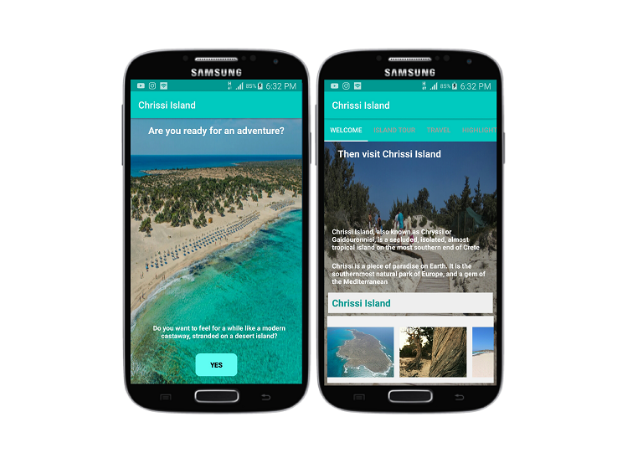 SAMSUNG
85% 6:32 PM
Chrissi Island
Are you ready for an adventure?
Do you want to feel for a while like a modern
castaway, stranded on a desert island?
YES
SAMSUNG
85% 6:32 PM
Chrissi Island
WELCOME ISLAND TOUR TRAVEL
Then visit Chrissi Island
Chrissi Island, also known as Chryssi or
Gaidouronnisi, is a secluded, isolated, almost
tropical island on the most southern end of Crete
Chrissi is a piece of paradise on Earth. It is the
southernmost natural park of Europe, and a gem of
the Mediterranean
Chrissi Island